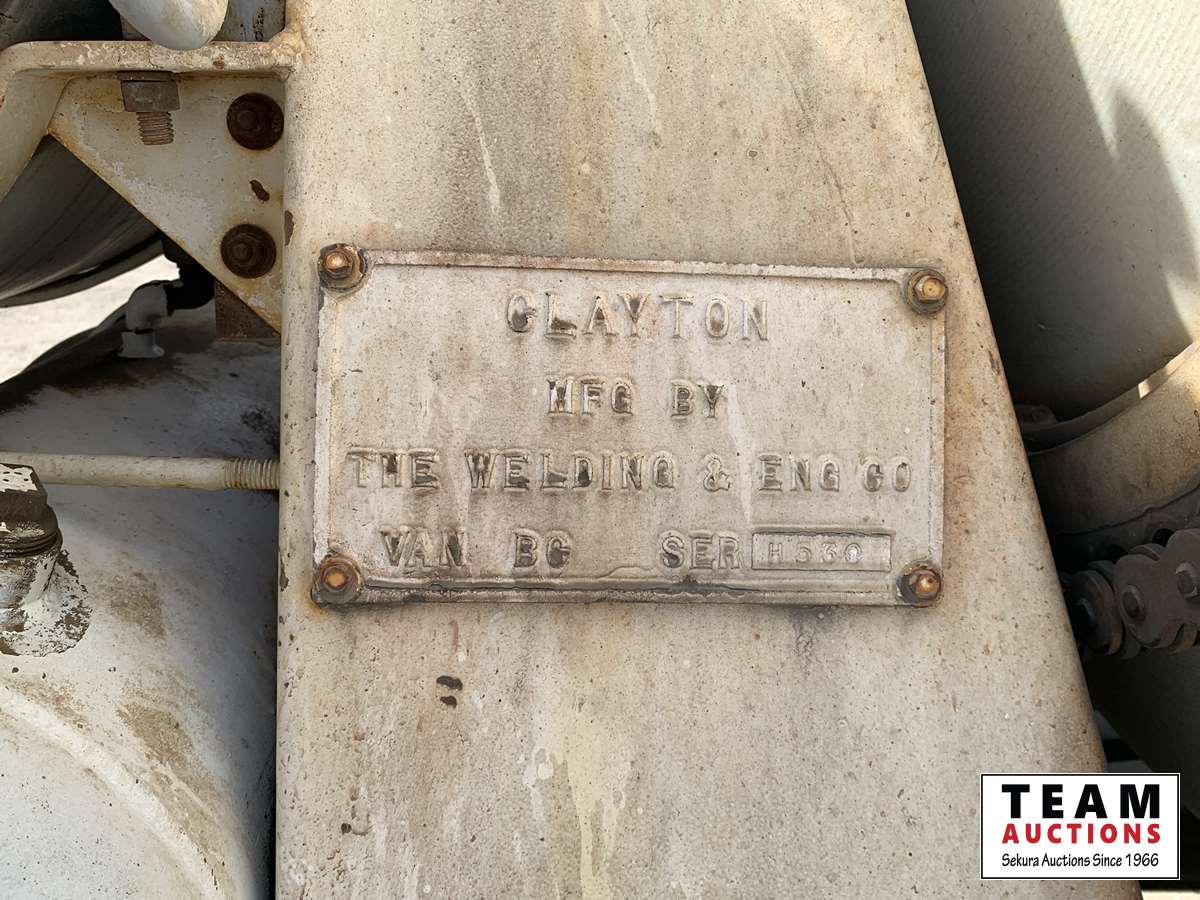 CLAYTON
MFG BY
THE WELDING & ENG CO
VAN BC SER H530
TEAM
AUCTIONS
Sekura Auctions Since 1966